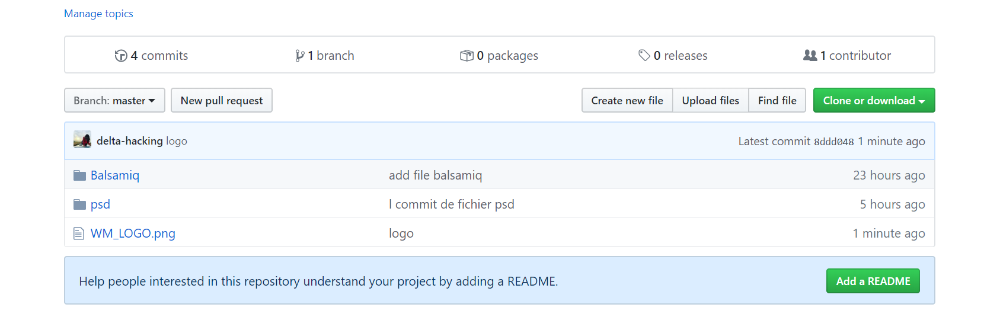 Manage topics
4 commits 1 branch 0 packages 0 releases 1 contributor
Branch: master New pull request Create new file Upload files Find file Clone or download
delta-hacking logo Latest commit 8ddd048 1 minute ago
Balsamiq add file balsamiq 23 hours ago
psd I commit de fichier psd 5 hours ago
WM_LOGO.png logo 1 minute ago
Help people interested in this repository understand your project by adding a README. Add a README